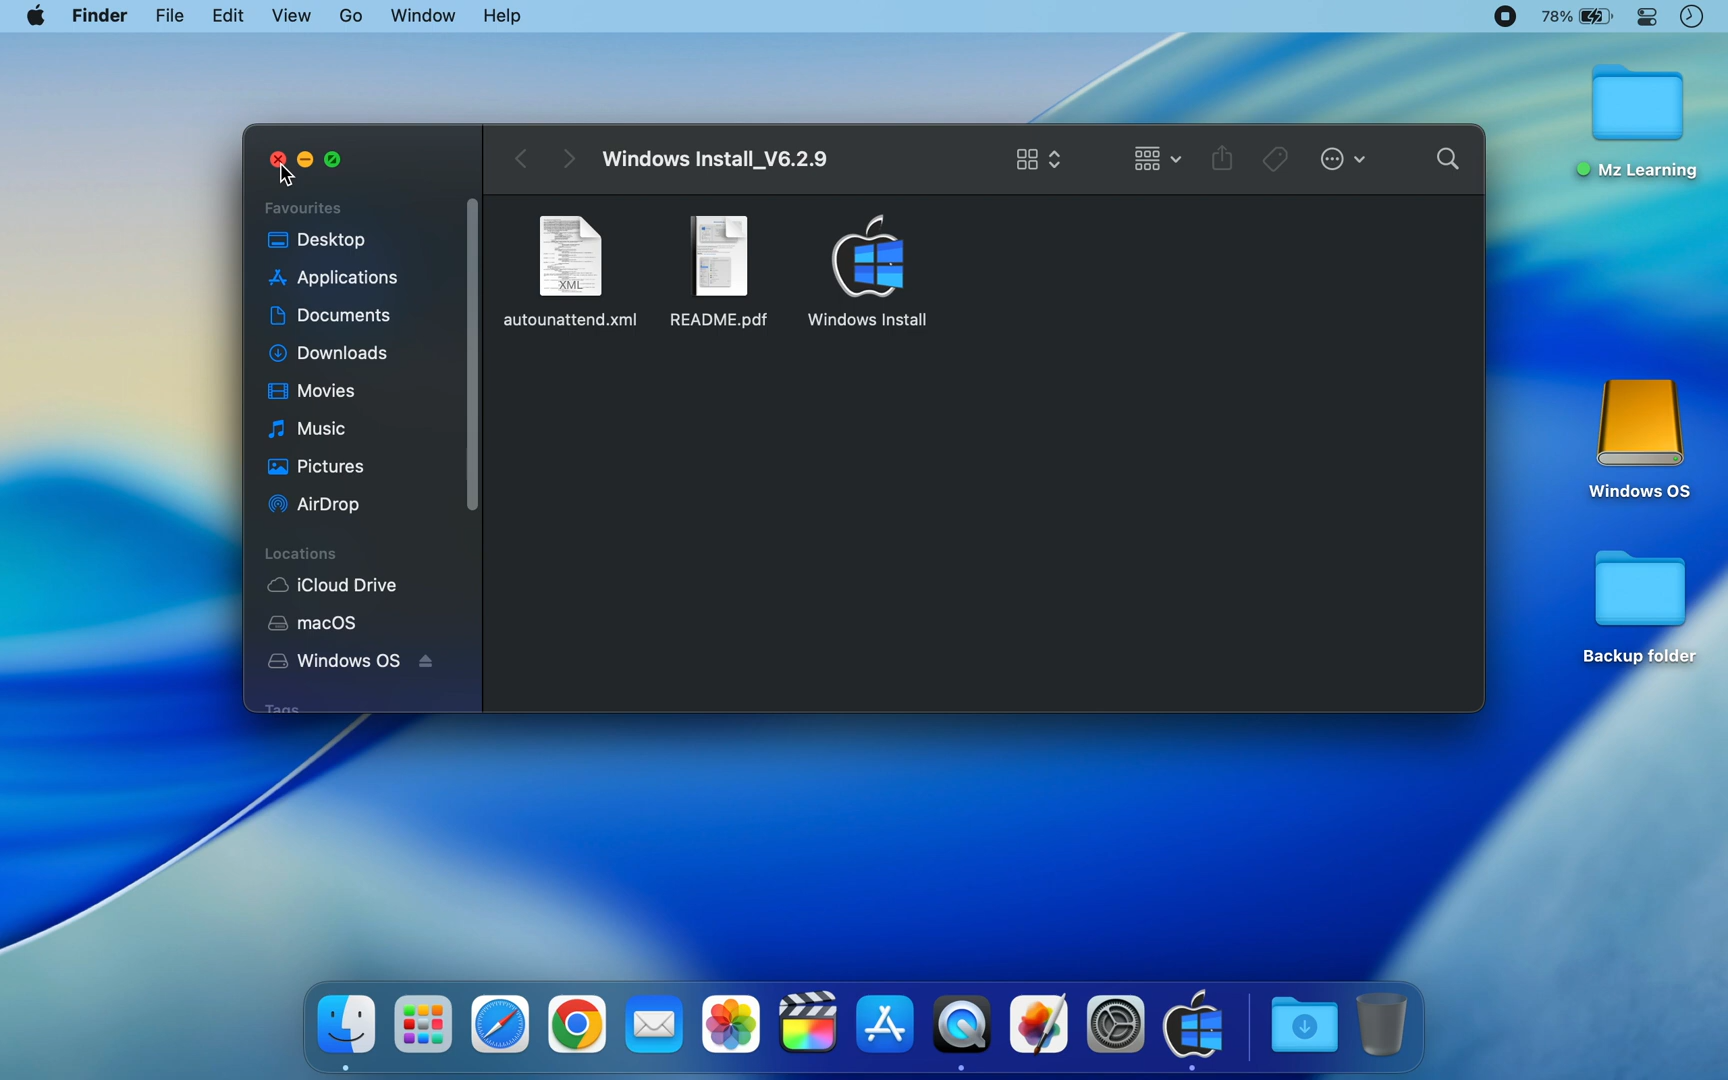 Finder File Edit View Go Window Help 78%
Windows Install_V6.2.9
Favourites
Desktop
Applications
Documents
Downloads
Movies
Music
Pictures
AirDrop
Locations
iCloud Drive
macOS
Windows OS
Tags
XML
autounattend.xml README.pdf Windows Install
Mz Learning
Windows OS
Backup folder